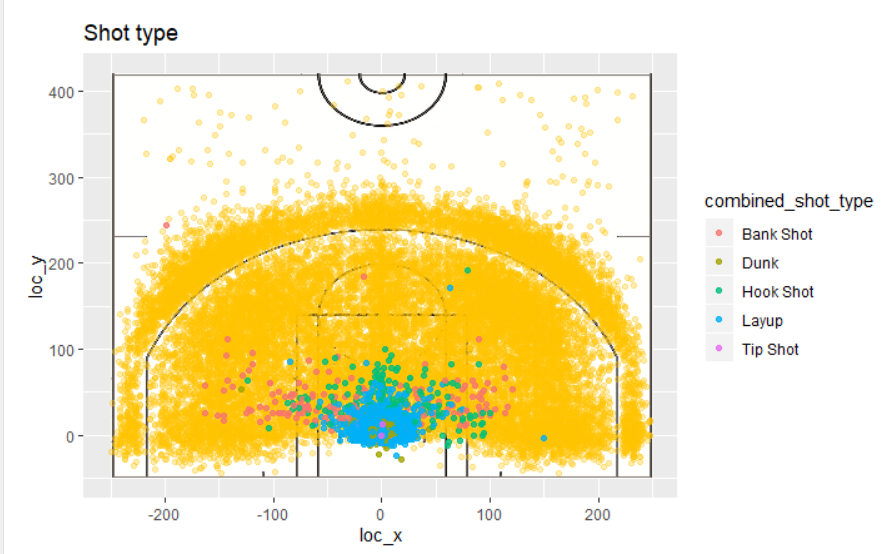 Shot type
400
300
200
100
0
loc_y
-200 -100 0 100 200
loc_x
combined_shot_type
Bank Shot
Dunk
Hook Shot
Layup
Tip Shot